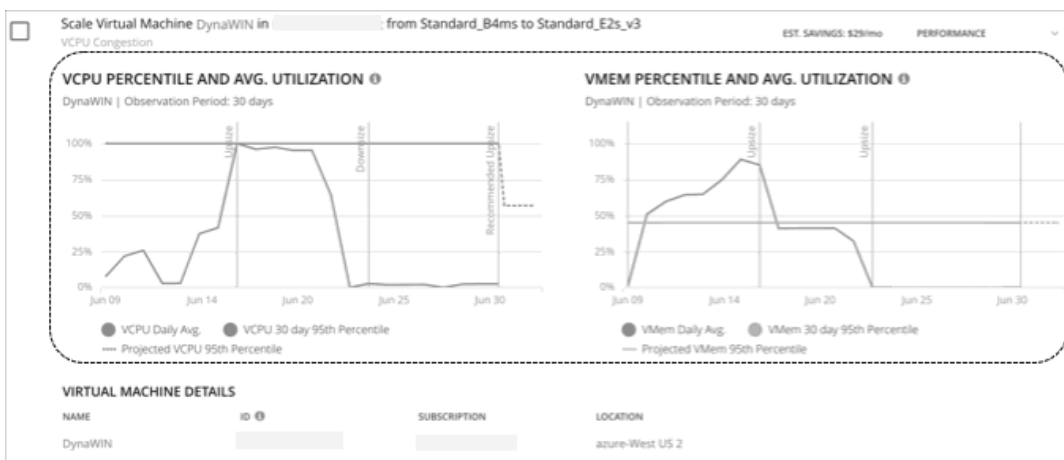 Scale Virtual Machine DynaWIN in from Standard_B4ms to Standard_E2s_v3
VCPU Congestion
EST. SAVINGS: $29/mo PERFORMANCE
VCPU PERCENTILE AND AVG. UTILIZATION
DynaWIN | Observation Period: 30 days
100%
75%
50%
25%
0%
Upsize
Downsize
Recommended Upsize
Jun 09 Jun 14 Jun 20 Jun 25 Jun 30
VCPU Daily Avg. VCPU 30 day 95th Percentile
Projected VCPU 95th Percentile
VMEM PERCENTILE AND AVG. UTILIZATION
DynaWIN | Observation Period: 30 days
100%
75%
50%
25%
0%
Upsize
Upsize
Jun 09 Jun 14 Jun 20 Jun 25 Jun 30
VMem Daily Avg. VMem 30 day 95th Percentile
Projected VMem 95th Percentile
VIRTUAL MACHINE DETAILS
NAME ID SUBSCRIPTION LOCATION
DynaWIN azure-West US 2